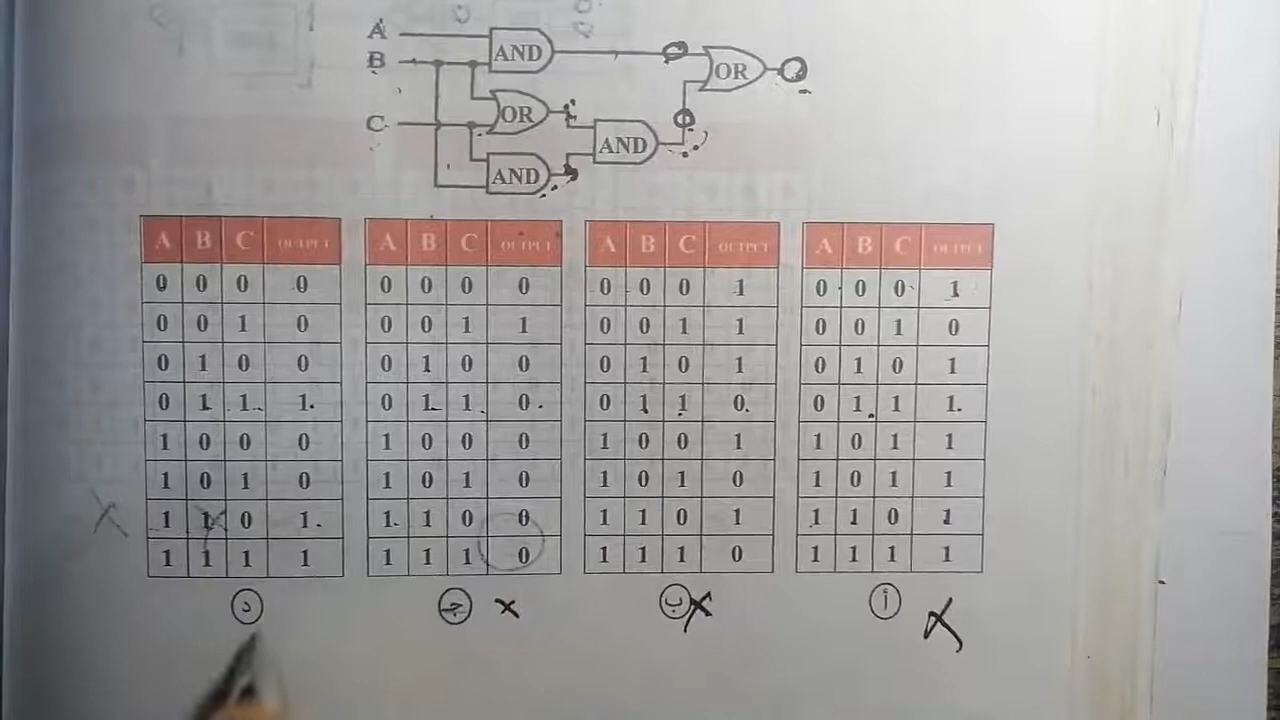 A AND
B OR
OR
C AND
AND
A B C OUTPUT A B C OUTPUT A B C OUTPUT A B C OUTPUT
0 0 0 0 0 0 0 0 0 0 0 1 0 0 0 1
0 0 1 0 0 0 1 1 0 0 1 1 0 0 1 0
0 1 0 0 0 1 0 0 0 1 0 1 0 1 0 1
0 1 1 1 0 1 1 0 0 1 1 0 0 1 1 1
1 0 0 0 1 0 0 0 1 0 0 1 1 0 1 1
1 0 1 0 1 0 1 0 1 0 1 0 1 0 1 1
1 1 0 1 1 1 0 0 1 1 0 1 1 1 0 1
1 1 1 1 1 1 1 0 1 1 1 0 1 1 1 1
د جـ ب أ